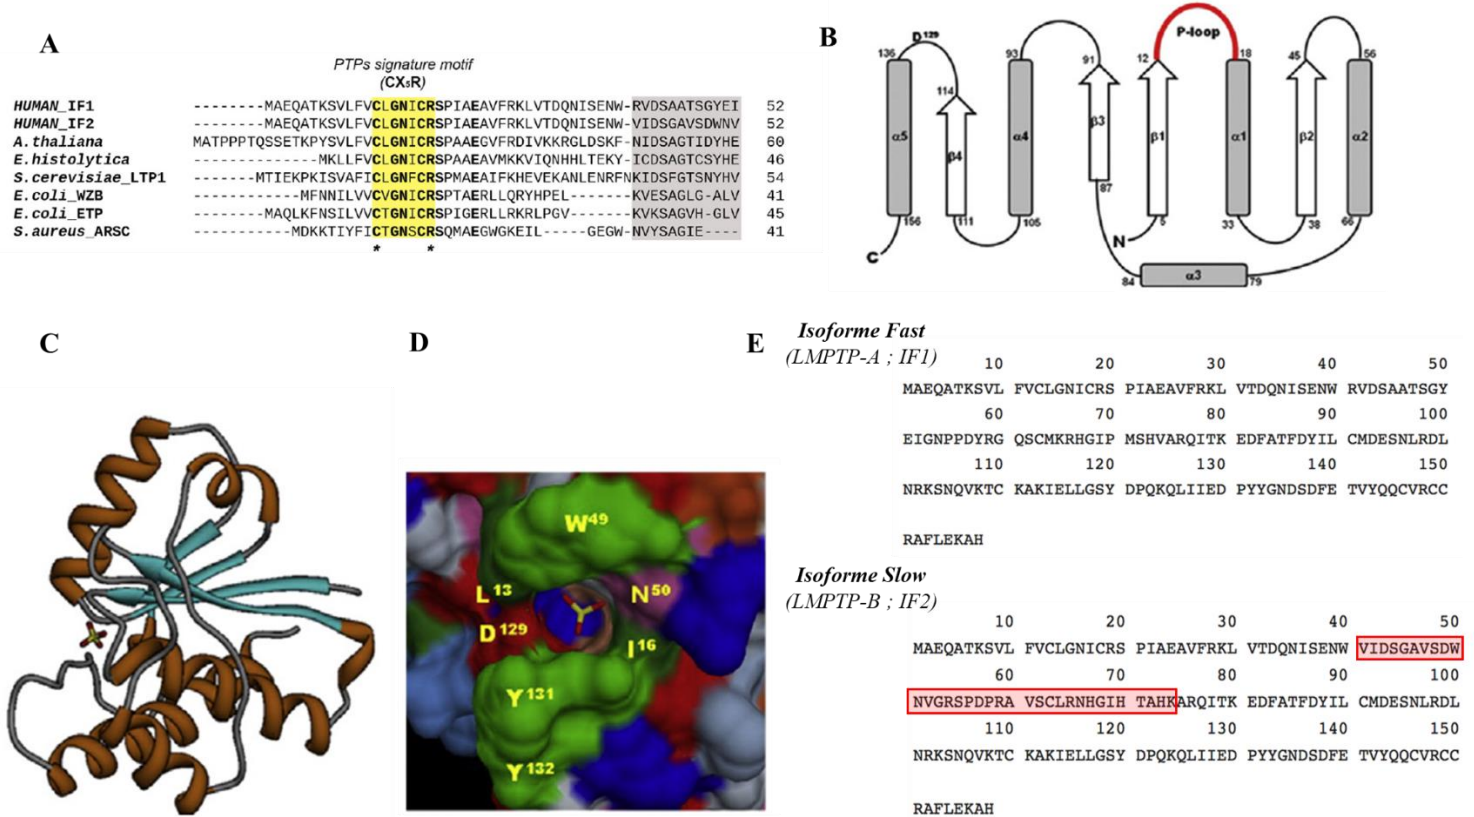 A
PTPs signature motif
(CX₅R)
HUMAN_IF1 --------MAEQATKSVLFVCLGNICRSPIAEAVFRKLVTDQNISENW-RVDSAATSGYEI 52
HUMAN_IF2 --------MAEQATKSVLFVCLGNICRSPIAEAVFRKLVTDQNISENW-VIDSGAVSDWNV 52
A.thaliana MATPPPTQSSETKPYSVLFVCLGNICRSPAAEGVFRDIVKKRGLDSKF-NIDSAGTIDYHE 60
E.histolytica --------------MKLLFVCLGNICRSPAAEAVMKKVIQNHHLTEKY-ICDSAGTCSYHE 46
S.cerevisiae_LTP1 -------MTIEKPKISVAFICLGNFCRSPMAEAIFKHEVEKANLENRFNKIDSFGTSNYHV 54
E.coli_WZB ------------MFNNILVVCVGNICRSPTAERLLQRYHPEL-------KVESAGLG-ALV 41
E.coli_ETP --------MAQLKFNSILVVCTGNICRSPIGERLLRKRLPGV-------KVKSAGVH-GLV 45
S.aureus_ARSC -----------MDKKTIYFICTGNSCRSQMAEGWGKEIL-----GEGW-NVYSAGIE---- 41
* *
B
P-loop
D¹²⁹
136
114
93
91
12
18
45
56
α5
β4
α4
β3
β1
α1
β2
α2
87
156
111
105
N
5
33
38
66
C
84
α3
79
C
D
W⁴⁹
L¹³
N⁵⁰
D¹²⁹
I¹⁶
Y¹³¹
Y¹³²
E
Isoforme Fast
(LMPTP-A ; IF1)
10 20 30 40 50
MAEQATKSVL FVCLGNICRS PIAEAVFRKL VTDQNISENW RVDSAATSGY
60 70 80 90 100
EIGNPPDYRG QSCMKRHGIP MSHVARQITK EDFATFDYIL CMDESNLRDL
110 120 130 140 150
NRKSNQVKTC KAKIELLGSY DPQKQLIIED PYYGNDSDFE TVYQQCVRCC
RAFLEKAH
Isoforme Slow
(LMPTP-B ; IF2)
10 20 30 40 50
MAEQATKSVL FVCLGNICRS PIAEAVFRKL VTDQNISENW VIDSGAVSDW
60 70 80 90 100
NVGRSPDPRA VSCLRNHGIH TAHKARQITK EDFATFDYIL CMDESNLRDL
110 120 130 140 150
NRKSNQVKTC KAKIELLGSY DPQKQLIIED PYYGNDSDFE TVYQQCVRCC
RAFLEKAH